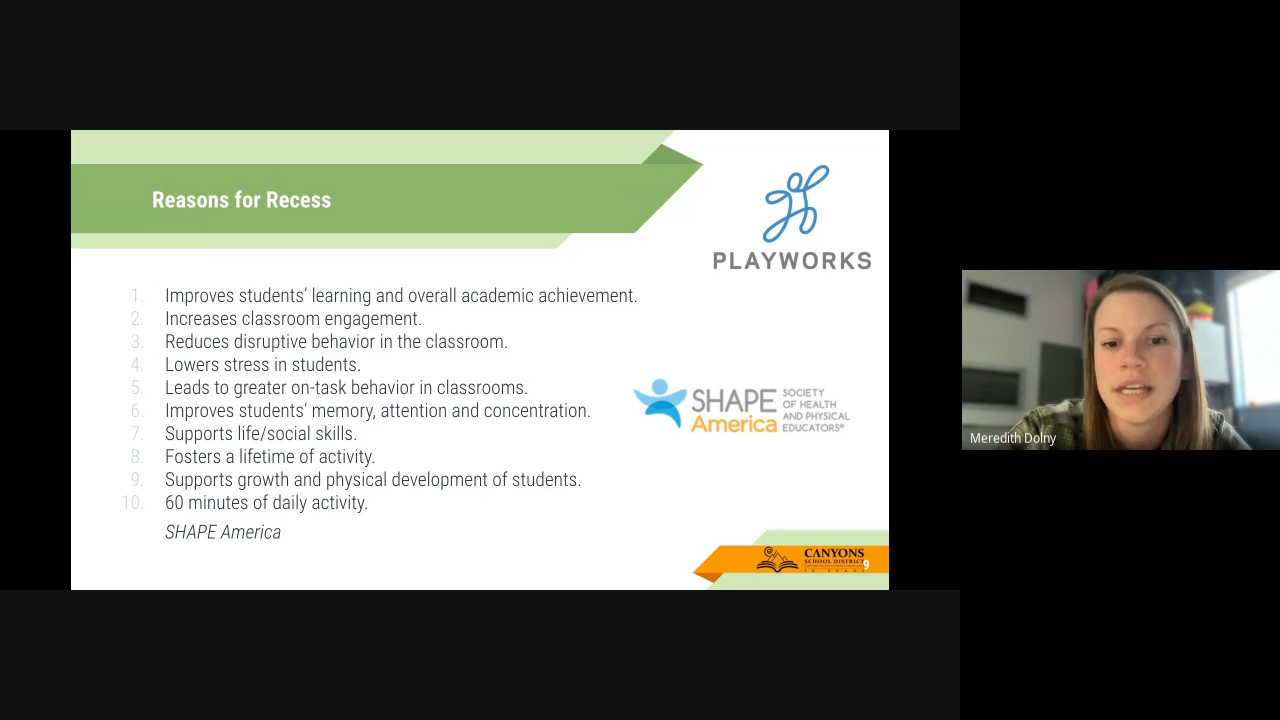 Reasons for Recess
PLAYWORKS
1. Improves students’ learning and overall academic achievement.
2. Increases classroom engagement.
3. Reduces disruptive behavior in the classroom.
4. Lowers stress in students.
5. Leads to greater on-task behavior in classrooms.
6. Improves students’ memory, attention and concentration.
7. Supports life/social skills.
8. Fosters a lifetime of activity.
9. Supports growth and physical development of students.
10. 60 minutes of daily activity.
SHAPE America
SHAPE
America
SOCIETY
OF HEALTH
AND PHYSICAL
EDUCATORS®
CANYONS
SCHOOL DISTRICT
9
Meredith Dolny